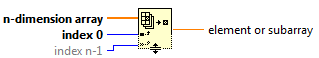 n-dimension array
index 0
index n-1
element or subarray